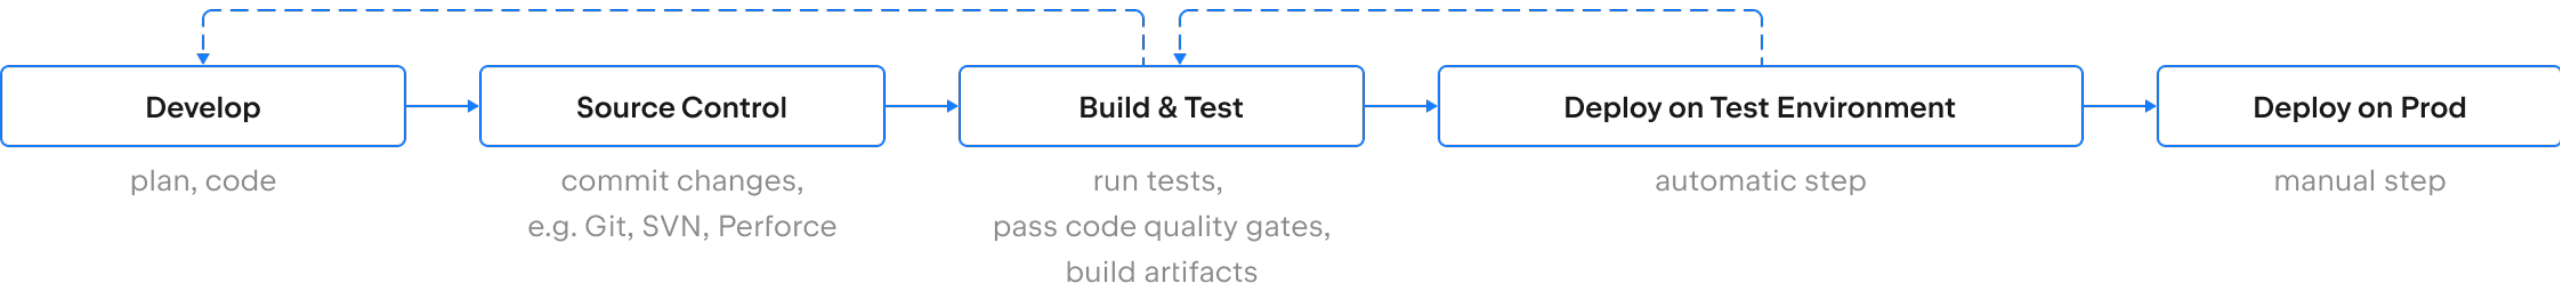 Develop
plan, code
Source Control
commit changes,
e.g. Git, SVN, Perforce
Build & Test
run tests,
pass code quality gates,
build artifacts
Deploy on Test Environment
automatic step
Deploy on Prod
manual step